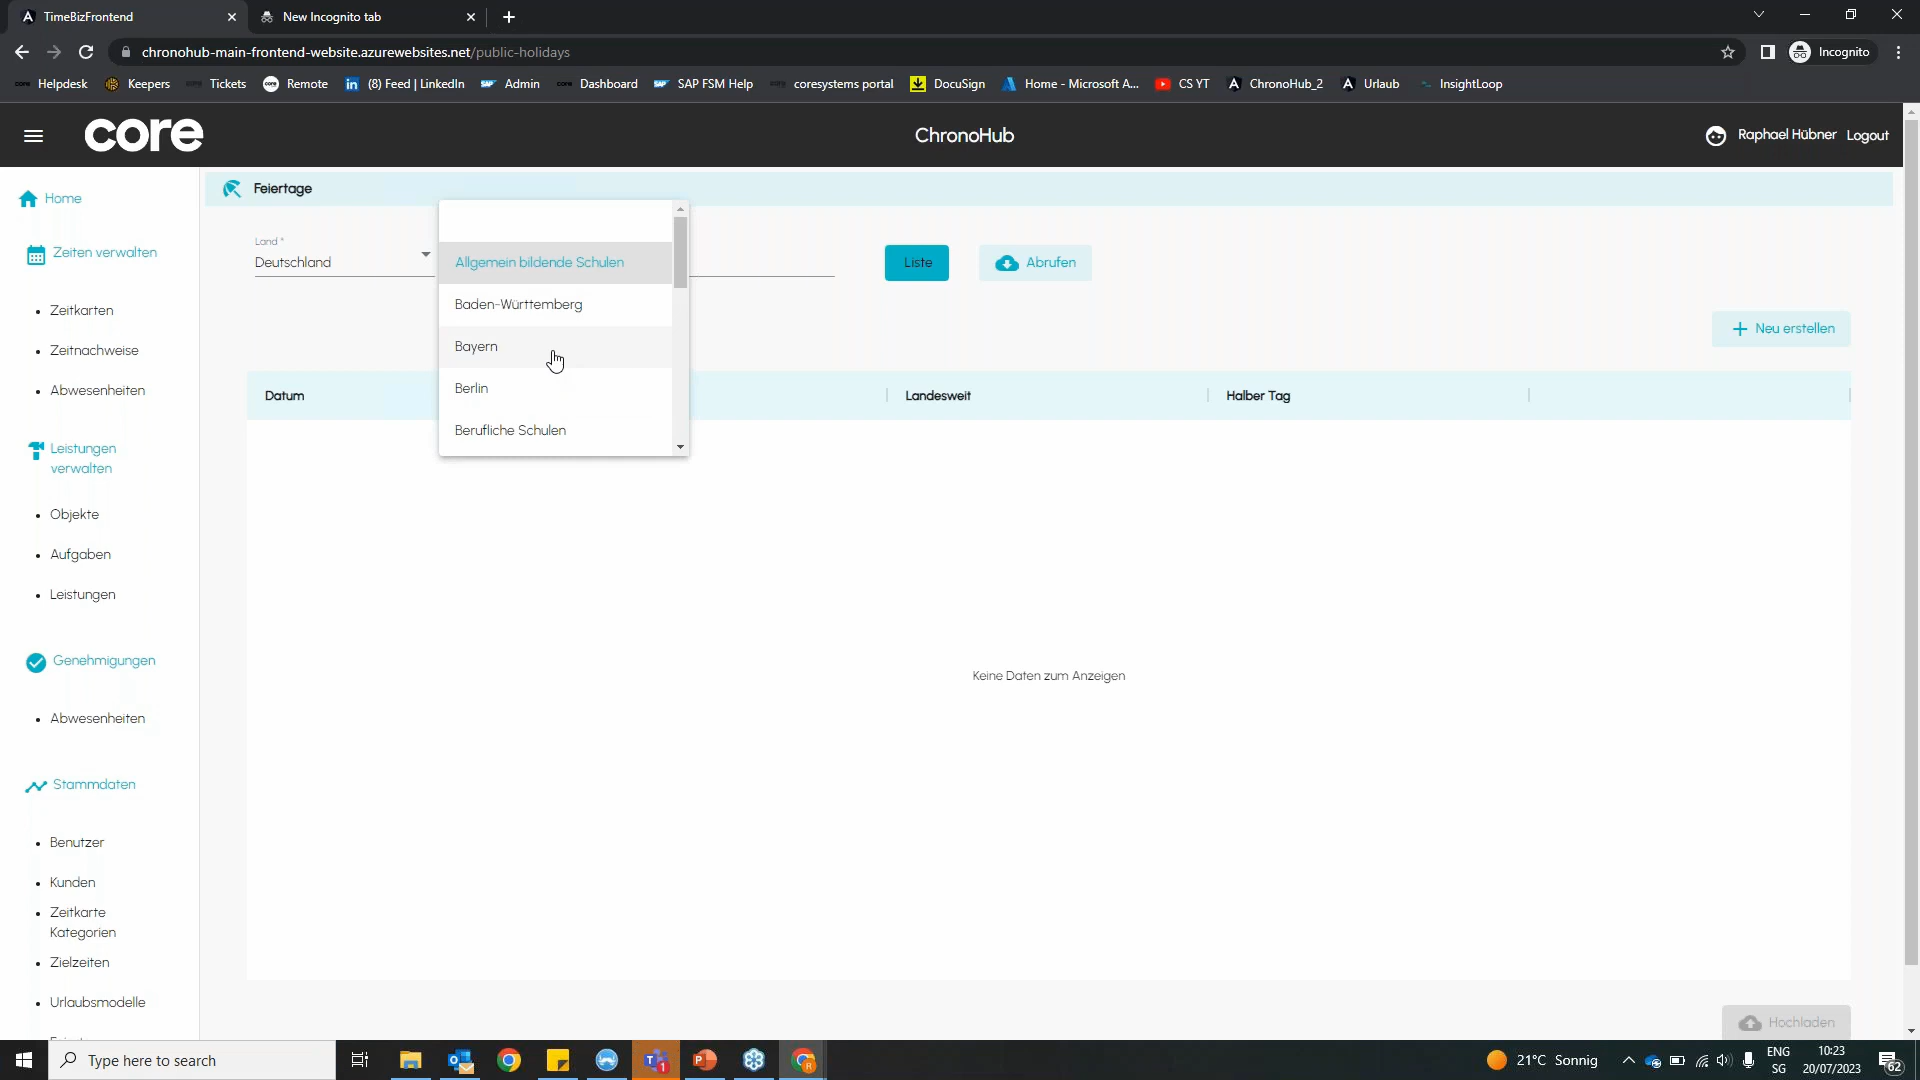 TimeBizFrontend
New Incognito tab
chronohub-main-frontend-website.azurewebsites.net/public-holidays
Incognito
Helpdesk Keepers Tickets Remote (8) Feed | LinkedIn Admin Dashboard SAP FSM Help coresystems portal DocuSign Home - Microsoft A... CS YT ChronoHub_2 Urlaub InsightLoop
core
ChronoHub
Raphael Hübner Logout
Home
Zeiten verwalten
Zeitkarten
Zeitnachweise
Abwesenheiten
Leistungen
verwalten
Objekte
Aufgaben
Leistungen
Genehmigungen
Abwesenheiten
Stammdaten
Benutzer
Kunden
Zeitkarte
Kategorien
Zielzeiten
Urlaubsmodelle
Feiertage
Land *
Deutschland
Allgemein bildende Schulen
Baden-Württemberg
Bayern
Berlin
Berufliche Schulen
Liste
Abrufen
+ Neu erstellen
Datum
Landesweit
Halber Tag
Keine Daten zum Anzeigen
Hochladen
Type here to search
21°C Sonnig
ENG
SG
10:23
20/07/2023
62